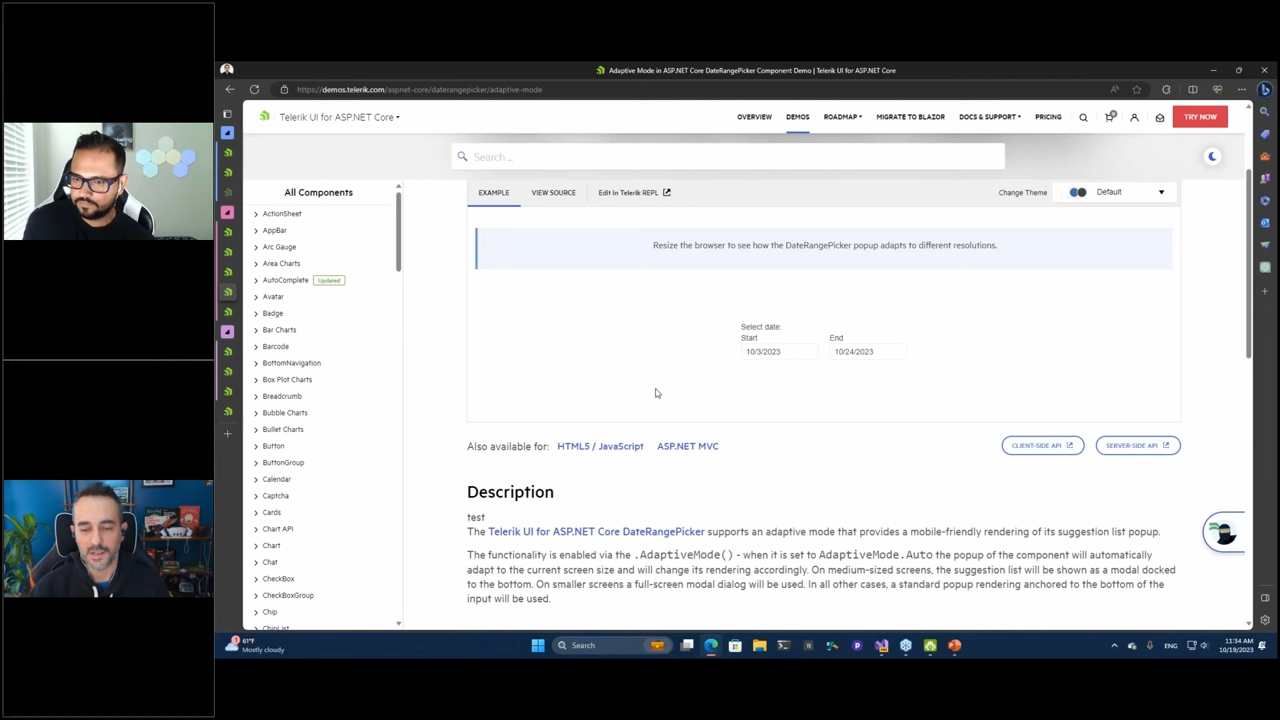 Adaptive Mode in ASP.NET Core DateRangePicker Component Demo | Telerik UI for ASP.NET Core
https://demos.telerik.com/aspnet-core/daterangepicker/adaptive-mode
Telerik UI for ASP.NET Core
OVERVIEW
DEMOS
ROADMAP
MIGRATE TO BLAZOR
DOCS & SUPPORT
PRICING
TRY NOW
Search ...
All Components
ActionSheet
AppBar
Arc Gauge
Area Charts
AutoComplete Updated
Avatar
Badge
Bar Charts
Barcode
BottomNavigation
Box Plot Charts
Breadcrumb
Bubble Charts
Bullet Charts
Button
ButtonGroup
Calendar
Captcha
Cards
Chart API
Chart
Chat
CheckBox
CheckBoxGroup
Chip
ChipList
EXAMPLE
VIEW SOURCE
Edit in Telerik REPL
Change Theme
Default
Resize the browser to see how the DateRangePicker popup adapts to different resolutions.
Select date:
Start
End
10/3/2023
10/24/2023
Also available for: HTML5 / JavaScript ASP.NET MVC
CLIENT-SIDE API
SERVER-SIDE API
Description
test
The Telerik UI for ASP.NET Core DateRangePicker supports an adaptive mode that provides a mobile-friendly rendering of its suggestion list popup.
The functionality is enabled via the .AdaptiveMode() - when it is set to AdaptiveMode.Auto the popup of the component will automatically
adapt to the current screen size and will change its rendering accordingly. On medium-sized screens, the suggestion list will be shown as a modal docked
to the bottom. On smaller screens a full-screen modal dialog will be used. In all other cases, a standard popup rendering anchored to the bottom of the
input will be used.
61°F
Mostly cloudy
Search
ENG
11:34 AM
10/19/2023